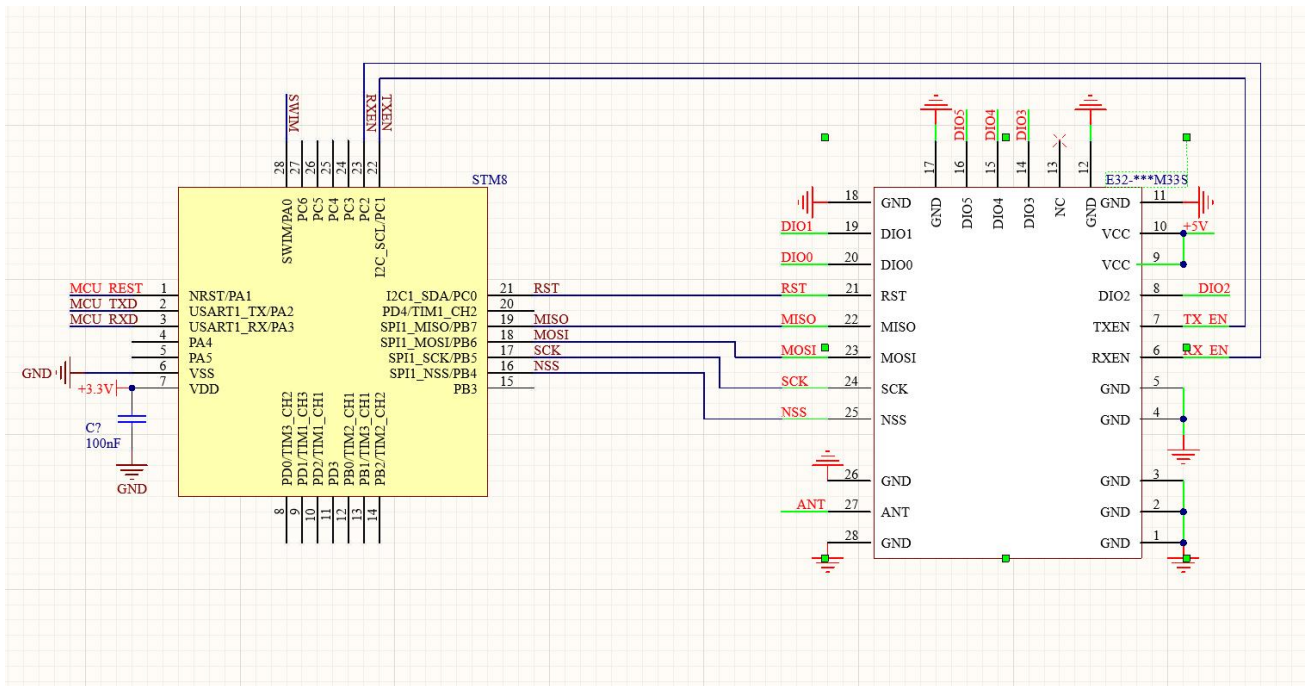 SWIM
RXEN
TXEN
28
27
26
25
24
23
22
STM8
SWIM/PA0
PC6
PC5
PC4
PC3
PC2
I2C_SCL/PC1
MCU_REST 1 NRST/PA1
MCU_TXD 2 USART1_TX/PA2
MCU_RXD 3 USART1_RX/PA3
4 PA4
5 PA5
GND 6 VSS
+3.3V 7 VDD
C?
100nF
GND
I2C1_SDA/PC0 21 RST
PD4/TIM1_CH2 20
SPI1_MISO/PB7 19 MISO
SPI1_MOSI/PB6 18 MOSI
SPI1_SCK/PB5 17 SCK
SPI1_NSS/PB4 16 NSS
PB3 15
PD0/TIM3_CH2
PD1/TIM1_CH3
PD2/TIM1_CH1
PD3
PB0/TIM2_CH1
PB1/TIM3_CH1
PB2/TIM2_CH2
8
9
10
11
12
13
14
DIO5
DIO4
DIO3
17
16
15
14
13
12
E32-***M33S
GND
DIO5
DIO4
DIO3
NC
GND
18 GND
DIO1 19 DIO1
DIO0 20 DIO0
RST 21 RST
MISO 22 MISO
MOSI 23 MOSI
SCK 24 SCK
NSS 25 NSS
26 GND
ANT 27 ANT
28 GND
GND 11
VCC 10 +5V
VCC 9
DIO2 8 DIO2
TXEN 7 TX_EN
RXEN 6 RX_EN
GND 5
GND 4
GND 3
GND 2
GND 1